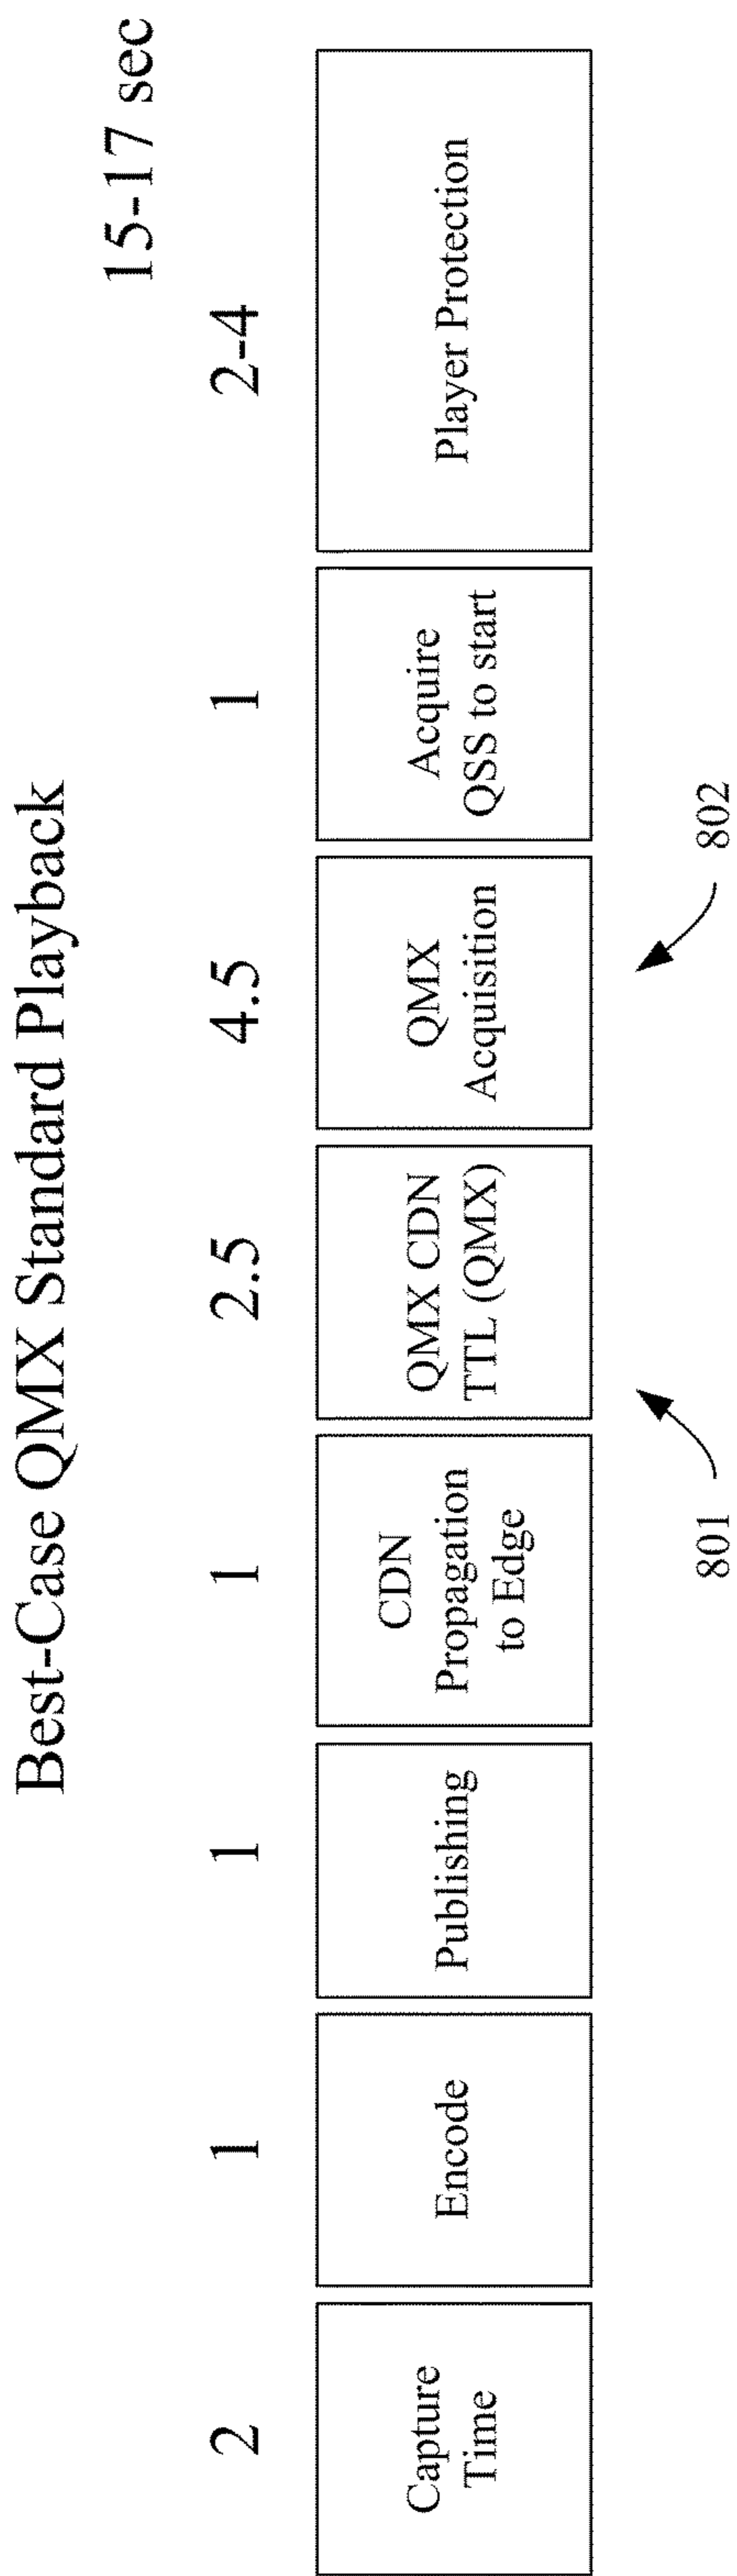 Best-Case QMX Standard Playback
15-17 sec
2
1
1
1
2.5
4.5
1
2-4
Capture
Time
Encode
Publishing
CDN
Propagation
to Edge
QMX CDN
TTL (QMX)
QMX
Acquisition
Acquire
QSS to start
Player Protection
801
802